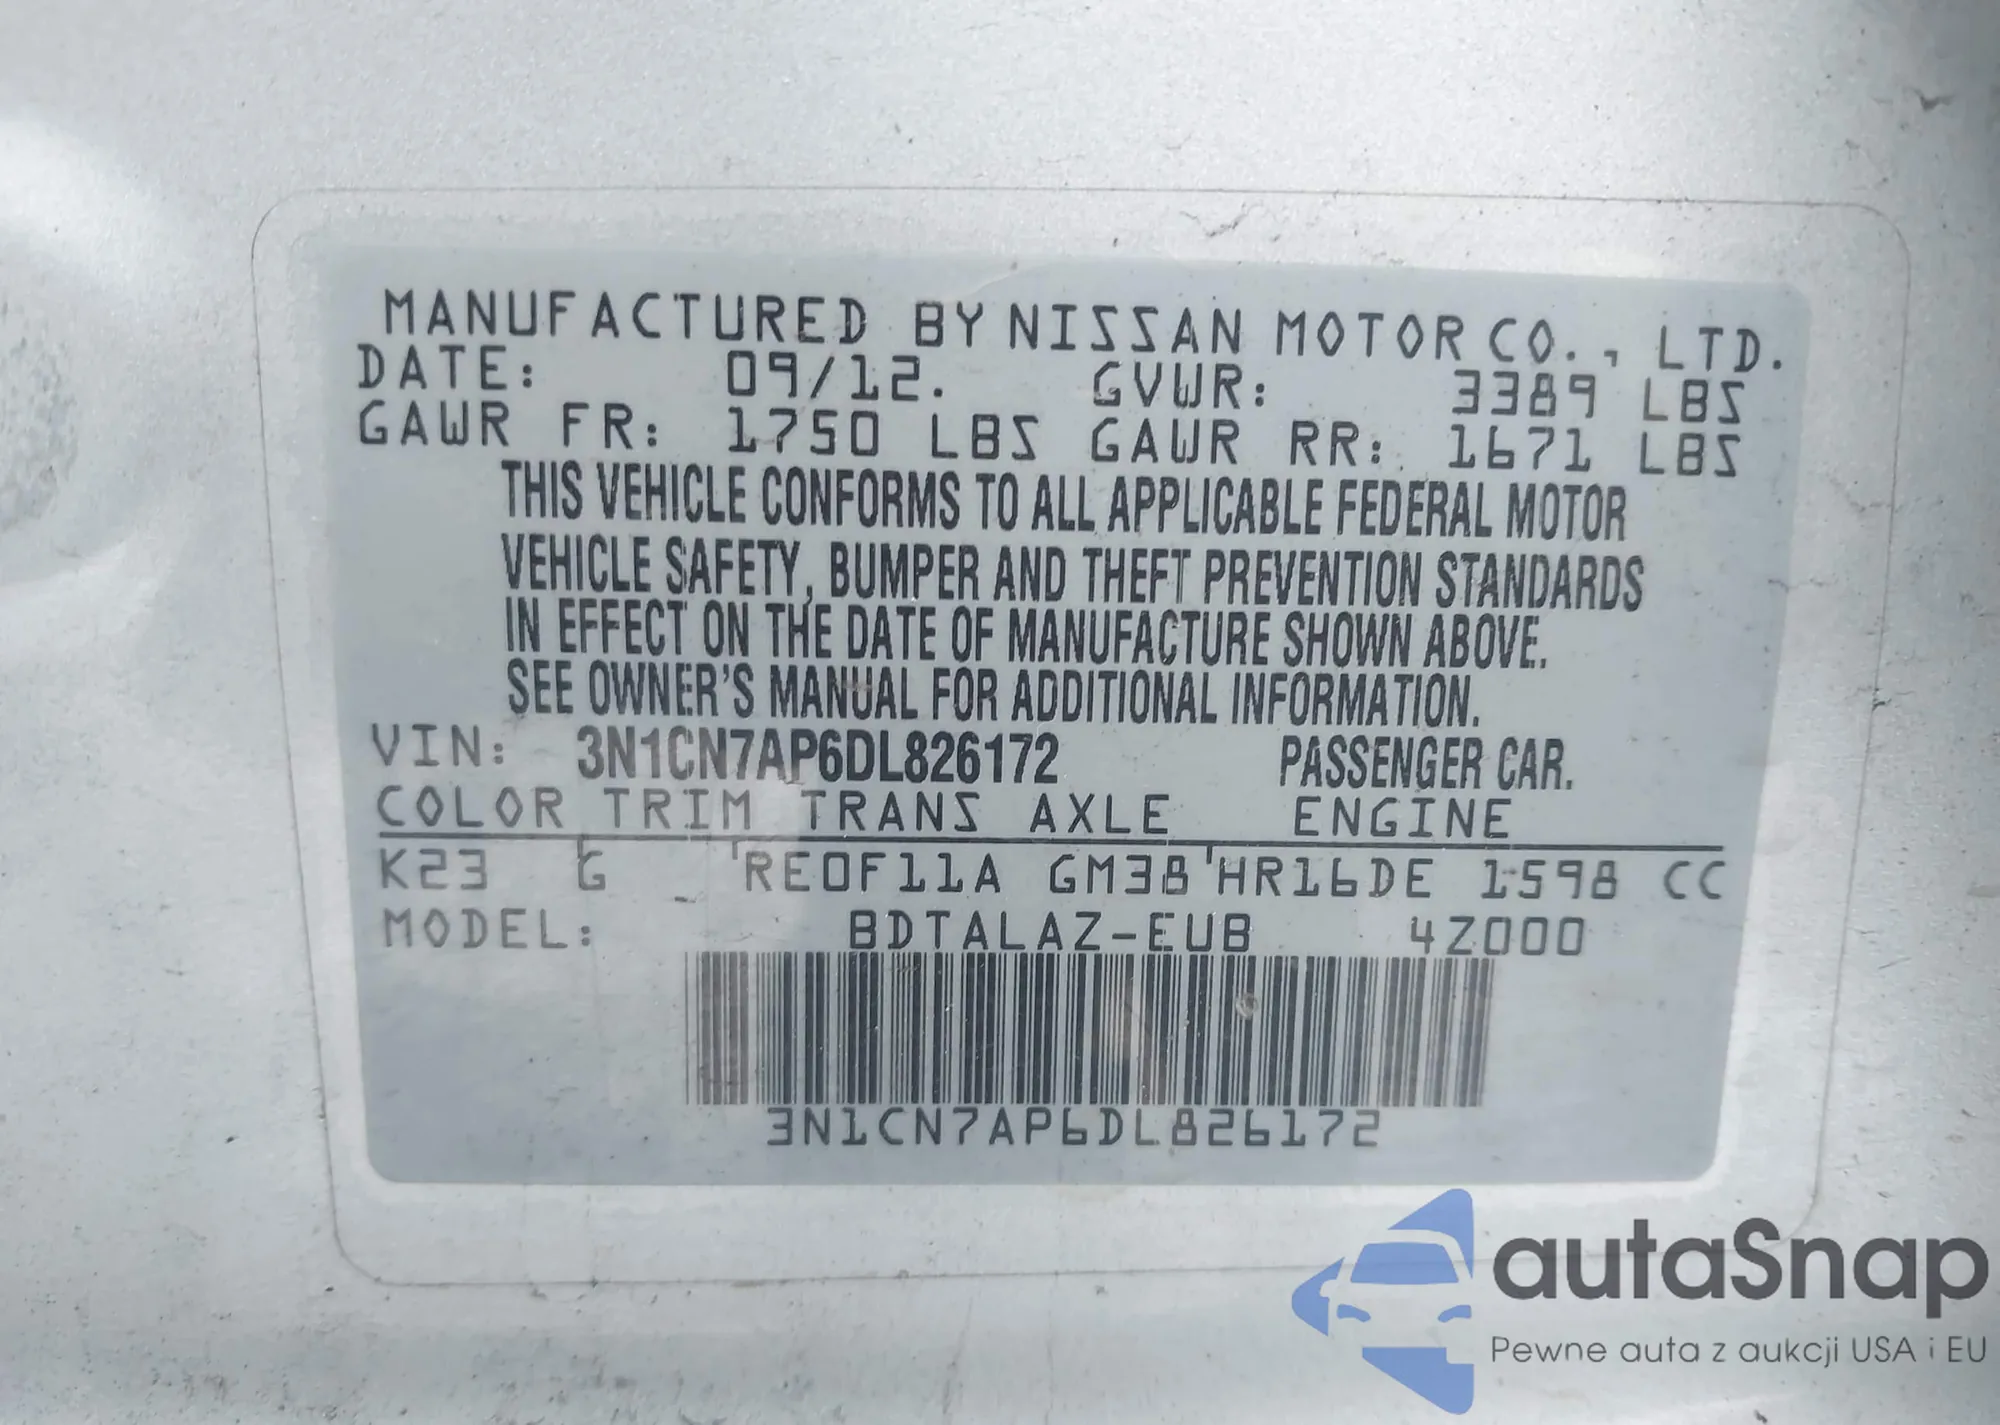 MANUFACTURED BY NISSAN MOTOR CO., LTD.
DATE: 09/12. GVWR: 3389 LBS
GAWR FR: 1750 LBS GAWR RR: 1671 LBS
THIS VEHICLE CONFORMS TO ALL APPLICABLE FEDERAL MOTOR
VEHICLE SAFETY, BUMPER AND THEFT PREVENTION STANDARDS
IN EFFECT ON THE DATE OF MANUFACTURE SHOWN ABOVE.
SEE OWNER'S MANUAL FOR ADDITIONAL INFORMATION.
VIN: 3N1CN7AP6DL826172 PASSENGER CAR.
COLOR TRIM TRANS AXLE ENGINE
K23 G RE0F11A GM38 HR16DE 1598 CC
MODEL: BDTALAZ-EUB 4Z000
3N1CN7AP6DL826172
autaSnap
Pewne auta z aukcji USA i EU